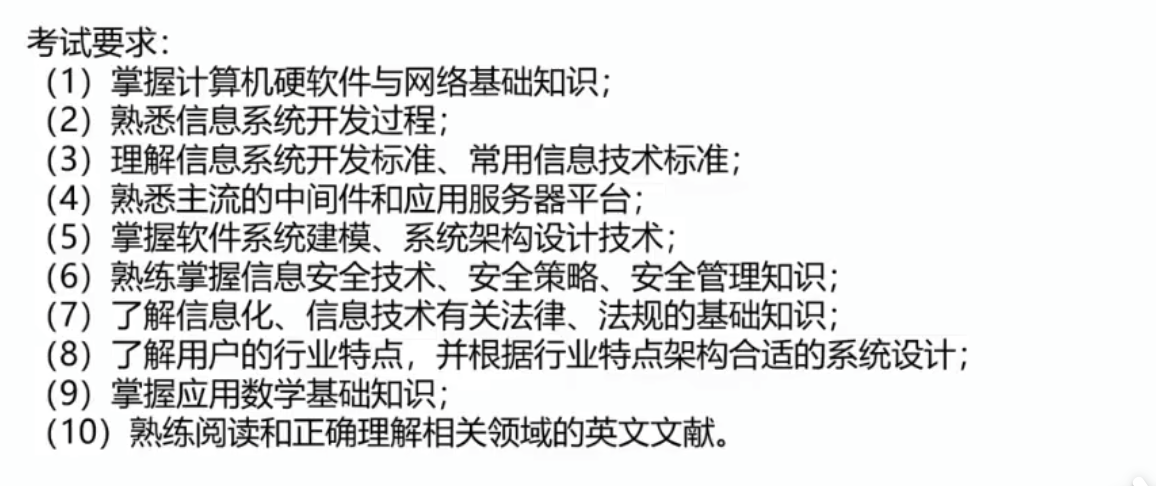 考试要求：
（1）掌握计算机硬软件与网络基础知识；
（2）熟悉信息系统开发过程；
（3）理解信息系统开发标准、常用信息技术标准；
（4）熟悉主流的中间件和应用服务器平台；
（5）掌握软件系统建模、系统架构设计技术；
（6）熟练掌握信息安全技术、安全策略、安全管理知识；
（7）了解信息化、信息技术有关法律、法规的基础知识；
（8）了解用户的行业特点，并根据行业特点架构合适的系统设计；
（9）掌握应用数学基础知识；
（10）熟练阅读和正确理解相关领域的英文文献。